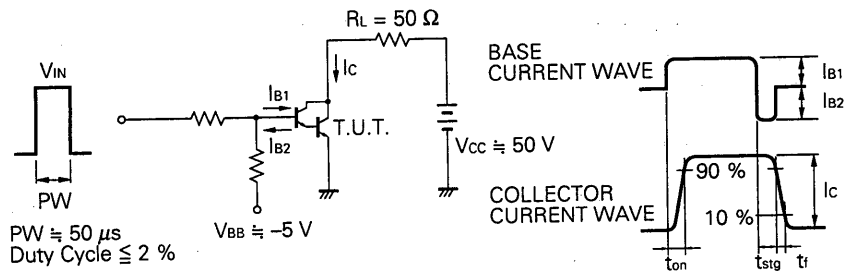 RL = 50 Ω
VIN
IC
IB1
IB2
T.U.T.
VCC ≒ 50 V
VBB ≒ −5 V
PW
PW ≒ 50 μs
Duty Cycle ≦ 2 %
BASE
CURRENT WAVE
IB1
IB2
COLLECTOR
CURRENT WAVE
90 %
10 %
IC
ton
tstg
tf